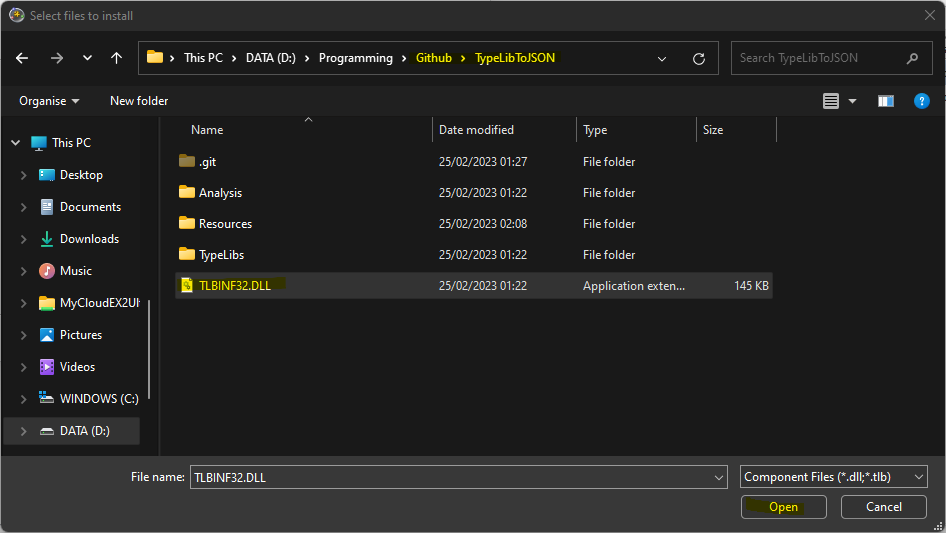 Select files to install
This PC > DATA (D:) > Programming > Github > TypeLibToJSON
Search TypeLibToJSON
Organise New folder
Name Date modified Type Size
This PC
Desktop
Documents
Downloads
Music
MyCloudEX2Ul
Pictures
Videos
WINDOWS (C:)
DATA (D:)
.git 25/02/2023 01:27 File folder
Analysis 25/02/2023 01:22 File folder
Resources 25/02/2023 02:08 File folder
TypeLibs 25/02/2023 01:22 File folder
TLBINF32.DLL 25/02/2023 01:22 Application exten... 145 KB
File name: TLBINF32.DLL Component Files (*.dll;*.tlb)
Open Cancel